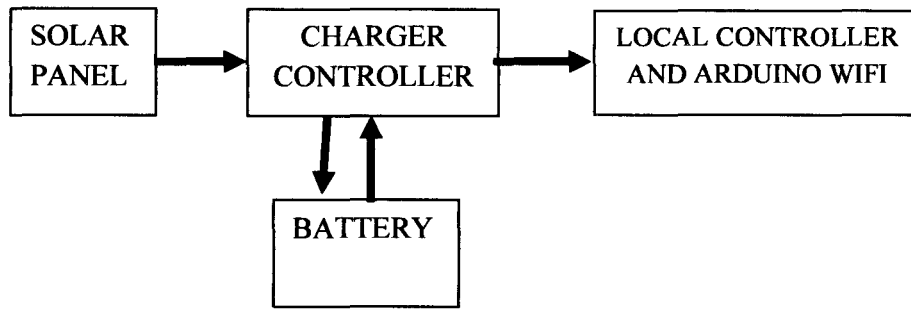 SOLAR
PANEL
CHARGER
CONTROLLER
LOCAL CONTROLLER
AND ARDUINO WIFI
BATTERY